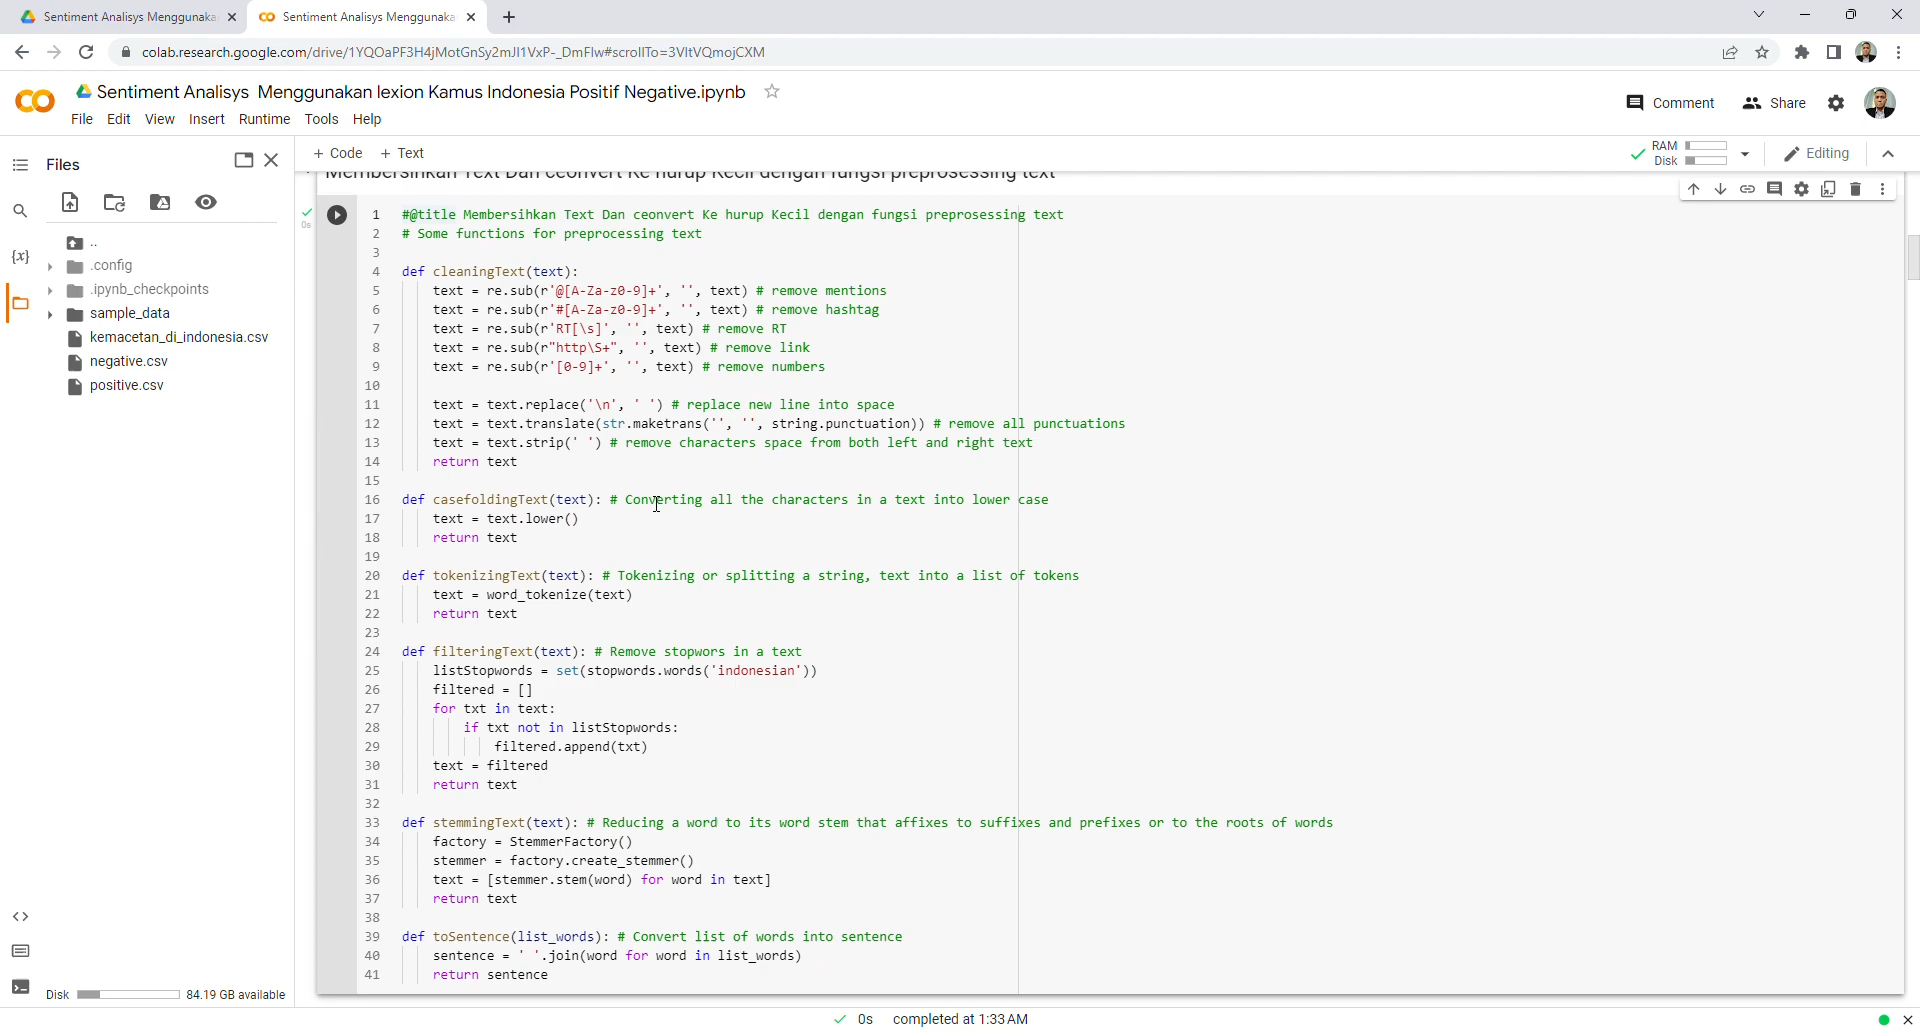 Sentiment Analisys Menggunaka
Sentiment Analisys Menggunaka
colab.research.google.com/drive/1YQOaPF3H4jMotGnSy2mJI1VxP-_DmFlw#scrollTo=3VItVQmojCXM
Sentiment Analisys Menggunakan lexion Kamus Indonesia Positif Negative.ipynb
Comment
Share
File Edit View Insert Runtime Tools Help
Files
+ Code + Text
RAM
Disk
Editing
Membersihkan Text Dan ceonvert Ke hurup Kecil dengan fungsi preprosessing text
{x}
..
.config
.ipynb_checkpoints
sample_data
kemacetan_di_indonesia.csv
negative.csv
positive.csv
0s
1 #@title Membersihkan Text Dan ceonvert Ke hurup Kecil dengan fungsi preprosessing text
2 # Some functions for preprocessing text
3
4 def cleaningText(text):
5 text = re.sub(r'@[A-Za-z0-9]+', '', text) # remove mentions
6 text = re.sub(r'#[A-Za-z0-9]+', '', text) # remove hashtag
7 text = re.sub(r'RT[\s]', '', text) # remove RT
8 text = re.sub(r"http\S+", '', text) # remove link
9 text = re.sub(r'[0-9]+', '', text) # remove numbers
10
11 text = text.replace('\n', ' ') # replace new line into space
12 text = text.translate(str.maketrans('', '', string.punctuation)) # remove all punctuations
13 text = text.strip(' ') # remove characters space from both left and right text
14 return text
15
16 def casefoldingText(text): # Converting all the characters in a text into lower case
17 text = text.lower()
18 return text
19
20 def tokenizingText(text): # Tokenizing or splitting a string, text into a list of tokens
21 text = word_tokenize(text)
22 return text
23
24 def filteringText(text): # Remove stopwors in a text
25 listStopwords = set(stopwords.words('indonesian'))
26 filtered = []
27 for txt in text:
28 if txt not in listStopwords:
29 filtered.append(txt)
30 text = filtered
31 return text
32
33 def stemmingText(text): # Reducing a word to its word stem that affixes to suffixes and prefixes or to the roots of words
34 factory = StemmerFactory()
35 stemmer = factory.create_stemmer()
36 text = [stemmer.stem(word) for word in text]
37 return text
38
39 def toSentence(list_words): # Convert list of words into sentence
40 sentence = ' '.join(word for word in list_words)
41 return sentence
Disk 84.19 GB available
0s completed at 1:33 AM